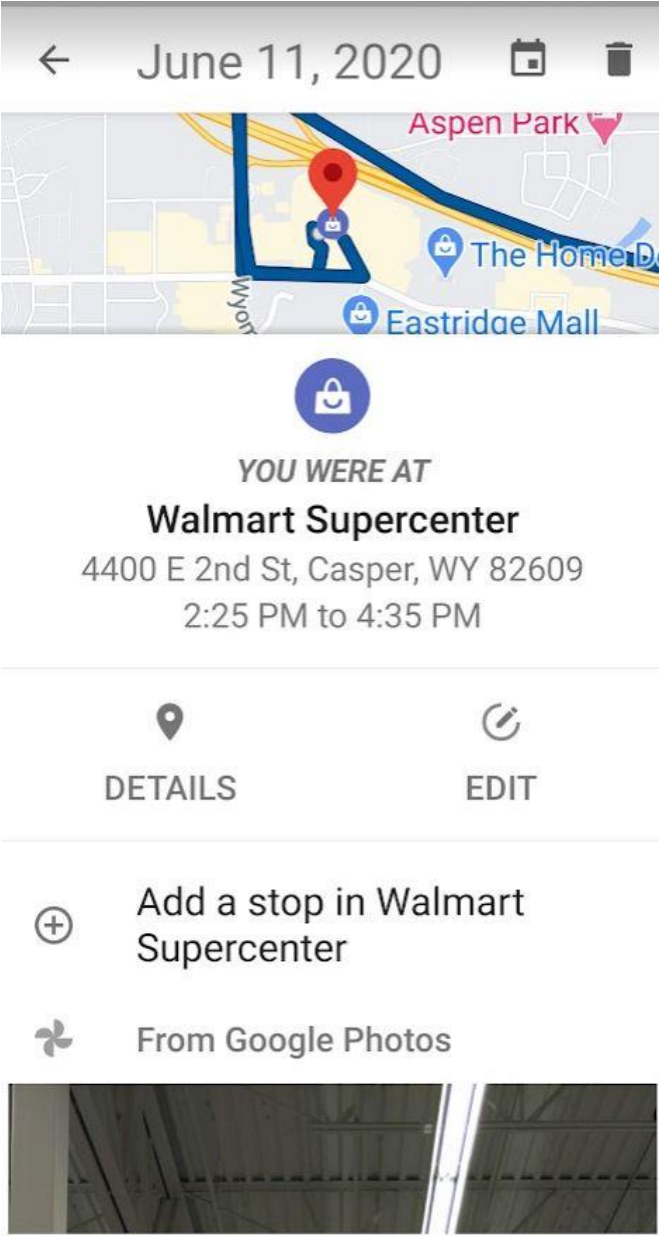 June 11, 2020
Aspen Park
The Home D
Wyom
Eastridge Mall
YOU WERE AT
Walmart Supercenter
4400 E 2nd St, Casper, WY 82609
2:25 PM to 4:35 PM
DETAILS
EDIT
Add a stop in Walmart
Supercenter
From Google Photos